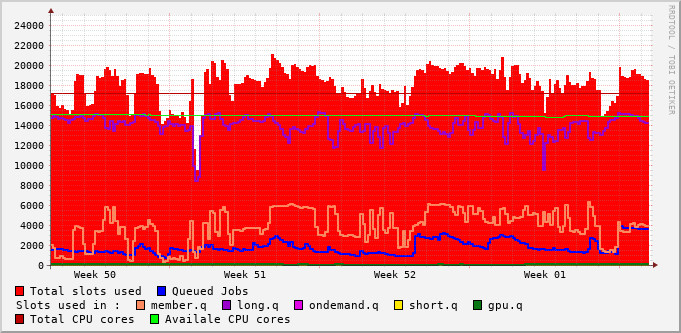 24000
22000
20000
18000
16000
14000
12000
10000
8000
6000
4000
2000
0
Week 50 Week 51 Week 52 Week 01
RRDTOOL / TOBI OETIKER
Total slots used Queued Jobs
Slots used in : member.q long.q ondemand.q short.q gpu.q
Total CPU cores Availale CPU cores